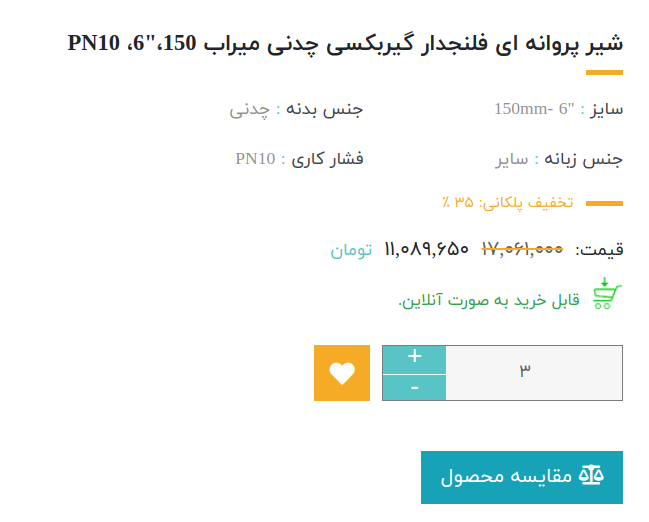 شیر پروانه ای فلنجدار گیربکسی چدنی میراب 150،"6، PN10
سایز : "6 -150mm
جنس بدنه : چدنی
جنس زبانه : سایر
فشار کاری : PN10
تخفیف پلکانی: ۳۵ ٪
قیمت: ۱۷,۰۶۱,۰۰۰ ۱۱,۰۸۹,۶۵۰ تومان
قابل خرید به صورت آنلاین.
۳
+
-
مقایسه محصول